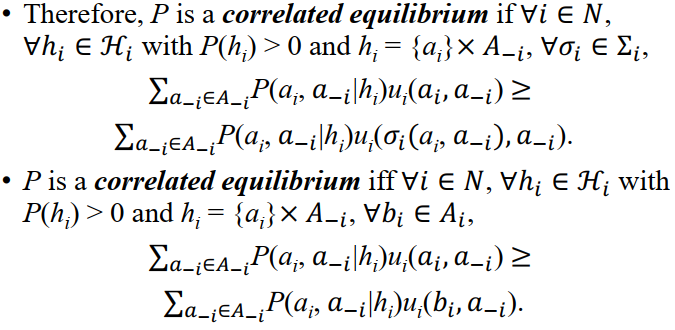 • Therefore, P is a correlated equilibrium if ∀i ∈ N,
∀hᵢ ∈ ℋᵢ with P(hᵢ) > 0 and hᵢ = {aᵢ}× A₋ᵢ, ∀σᵢ ∈ Σᵢ,
∑a₋ᵢ∈A₋ᵢP(aᵢ, a₋ᵢ|hᵢ)uᵢ(aᵢ, a₋ᵢ) ≥
∑a₋ᵢ∈A₋ᵢP(aᵢ, a₋ᵢ|hᵢ)uᵢ(σᵢ(aᵢ, a₋ᵢ), a₋ᵢ).
• P is a correlated equilibrium iff ∀i ∈ N, ∀hᵢ ∈ ℋᵢ with
P(hᵢ) > 0 and hᵢ = {aᵢ}× A₋ᵢ, ∀bᵢ ∈ Aᵢ,
∑a₋ᵢ∈A₋ᵢP(aᵢ, a₋ᵢ|hᵢ)uᵢ(aᵢ, a₋ᵢ) ≥
∑a₋ᵢ∈A₋ᵢP(aᵢ, a₋ᵢ|hᵢ)uᵢ(bᵢ, a₋ᵢ).